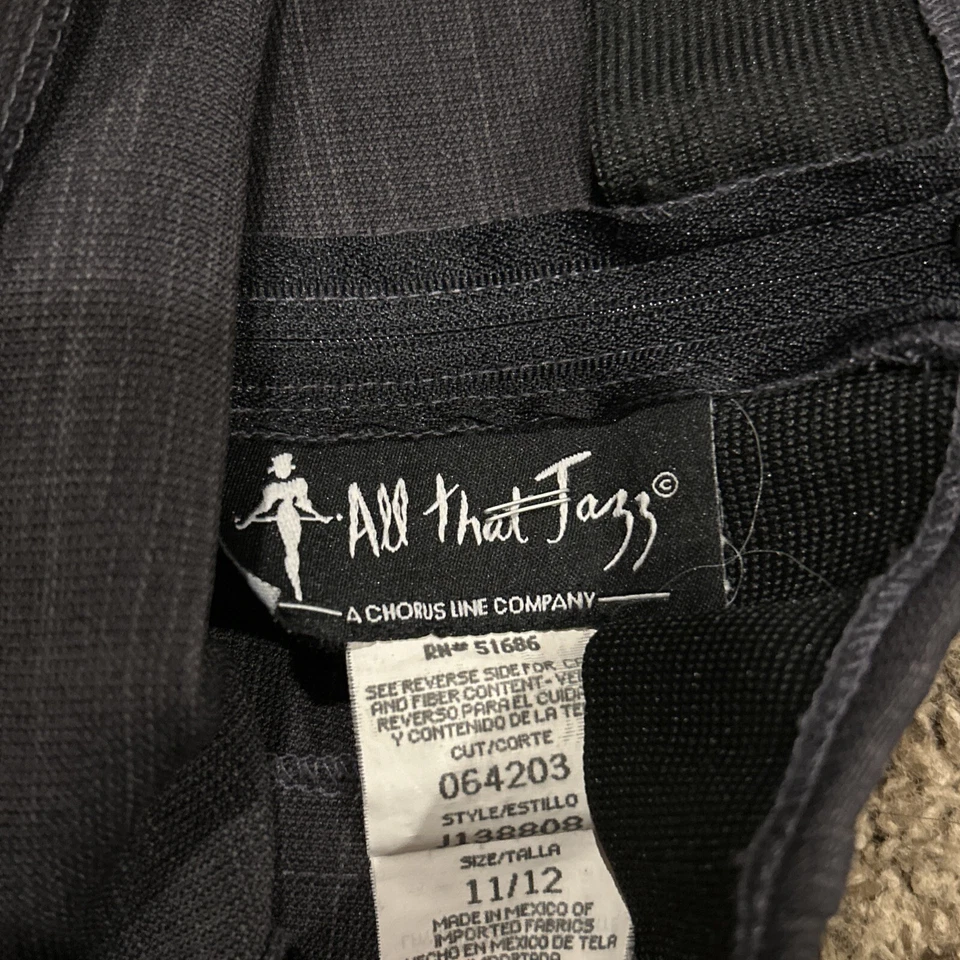 All that Jazz©
A CHORUS LINE COMPANY
RN# 51686
SEE REVERSE SIDE FOR
AND FIBER CONTENT-
REVERSO PARA EL
Y CONTENIDO DE LA
CUT/CORTE
064203
STYLE/ESTILLO
J138808
SIZE/TALLA
11/12
MADE IN MEXICO OF
IMPORTED FABRICS
HECHO EN MEXICO DE TELA
IMPORTADA